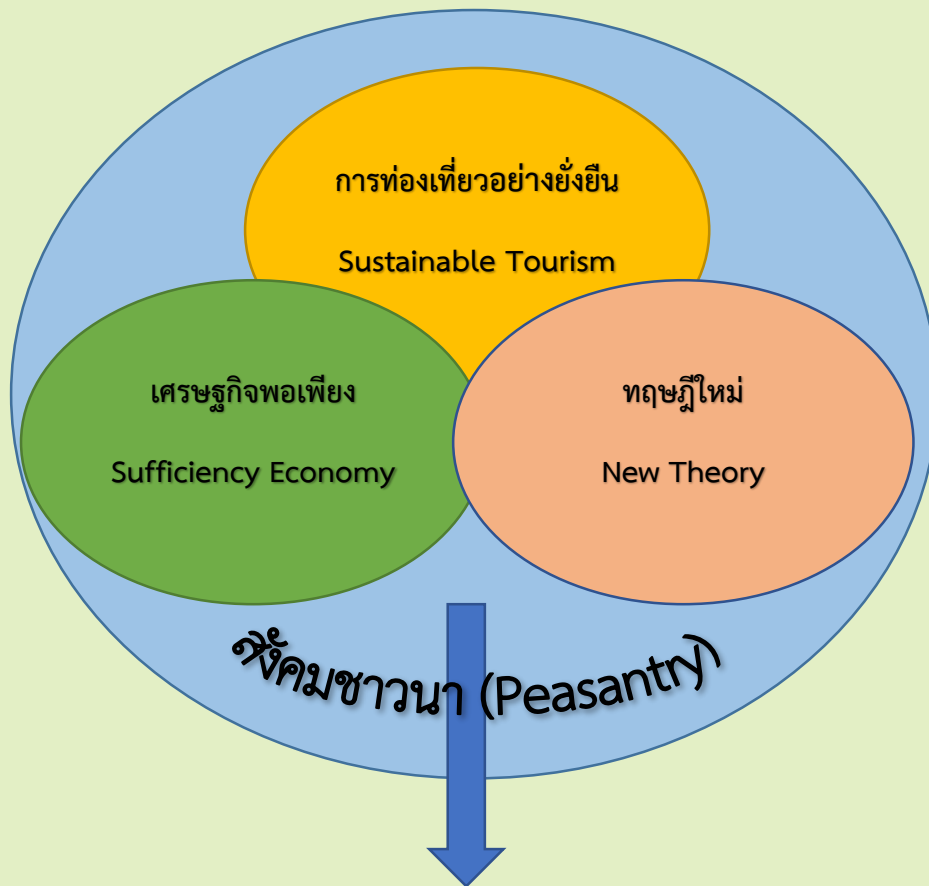 การท่องเที่ยวอย่างยั่งยืน
Sustainable Tourism
เศรษฐกิจพอเพียง
Sufficiency Economy
ทฤษฎีใหม่
New Theory
สังคมชาวนา (Peasantry)